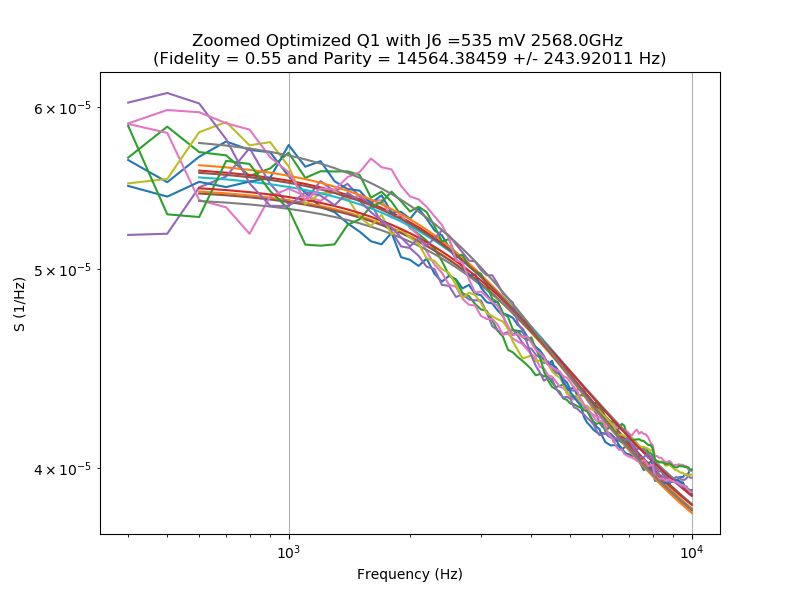 Zoomed Optimized Q1 with J6 =535 mV 2568.0GHz
(Fidelity = 0.55 and Parity = 14564.38459 +/- 243.92011 Hz)
6 × 10⁻⁵
5 × 10⁻⁵
4 × 10⁻⁵
S (1/Hz)
10³
10⁴
Frequency (Hz)